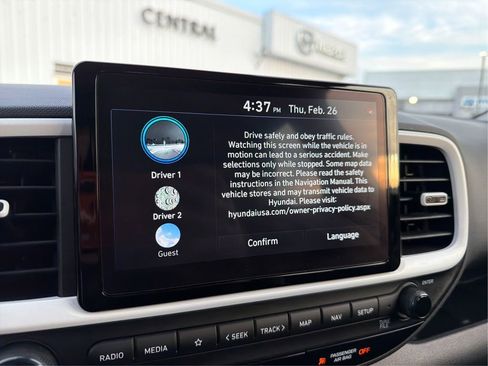 CENTRAL
4:37 PM Thu, Feb. 26
Drive safely and obey traffic rules.
Watching this screen while the vehicle is in
motion can lead to a serious accident. Make
selections only while stopped. Some map data
may be incorrect. Please read the safety
instructions in the Navigation Manual. This
vehicle stores and may transmit vehicle data to
Hyundai. Please visit:
hyundaiusa.com/owner-privacy-policy.aspx
Driver 1
Driver 2
Guest
Confirm
Language
ENTER
RADIO
MEDIA
< SEEK
TRACK >
MAP
NAV
SETUP
TUNE
FILE
PASSENGER
AIR BAG
OFF